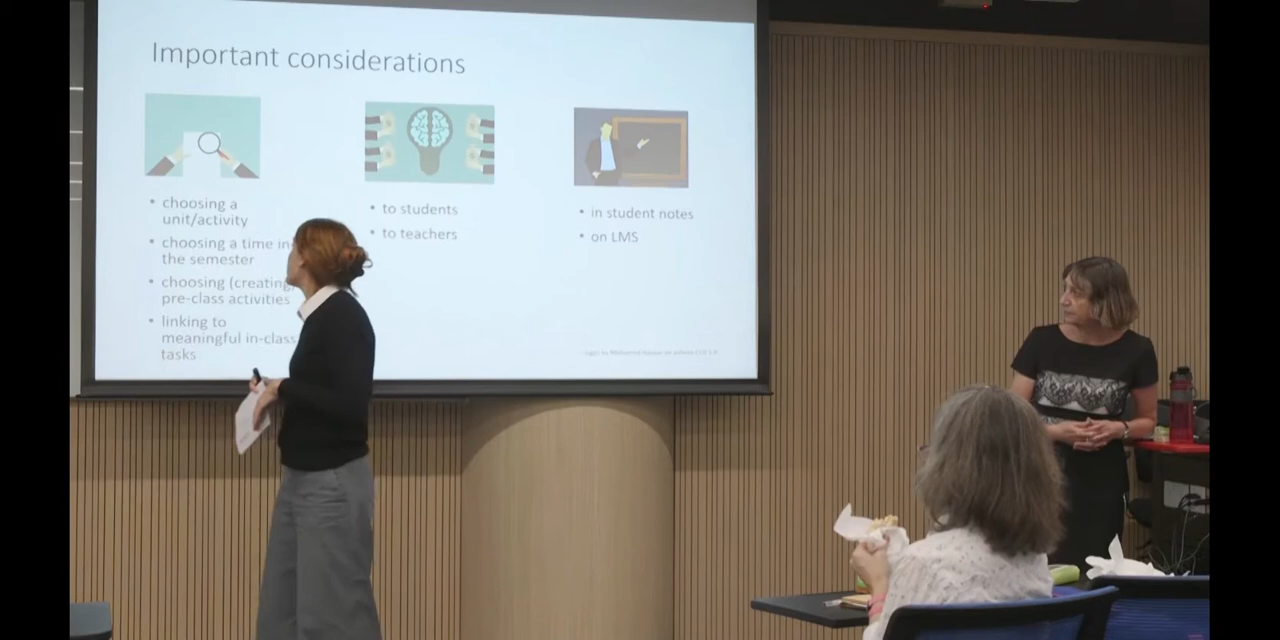 Important considerations
• choosing a
unit/activity
• choosing a time in
the semester
• choosing (creating
pre-class activities
• linking to
meaningful in-class
tasks
• to students
• to teachers
• in student notes
• on LMS